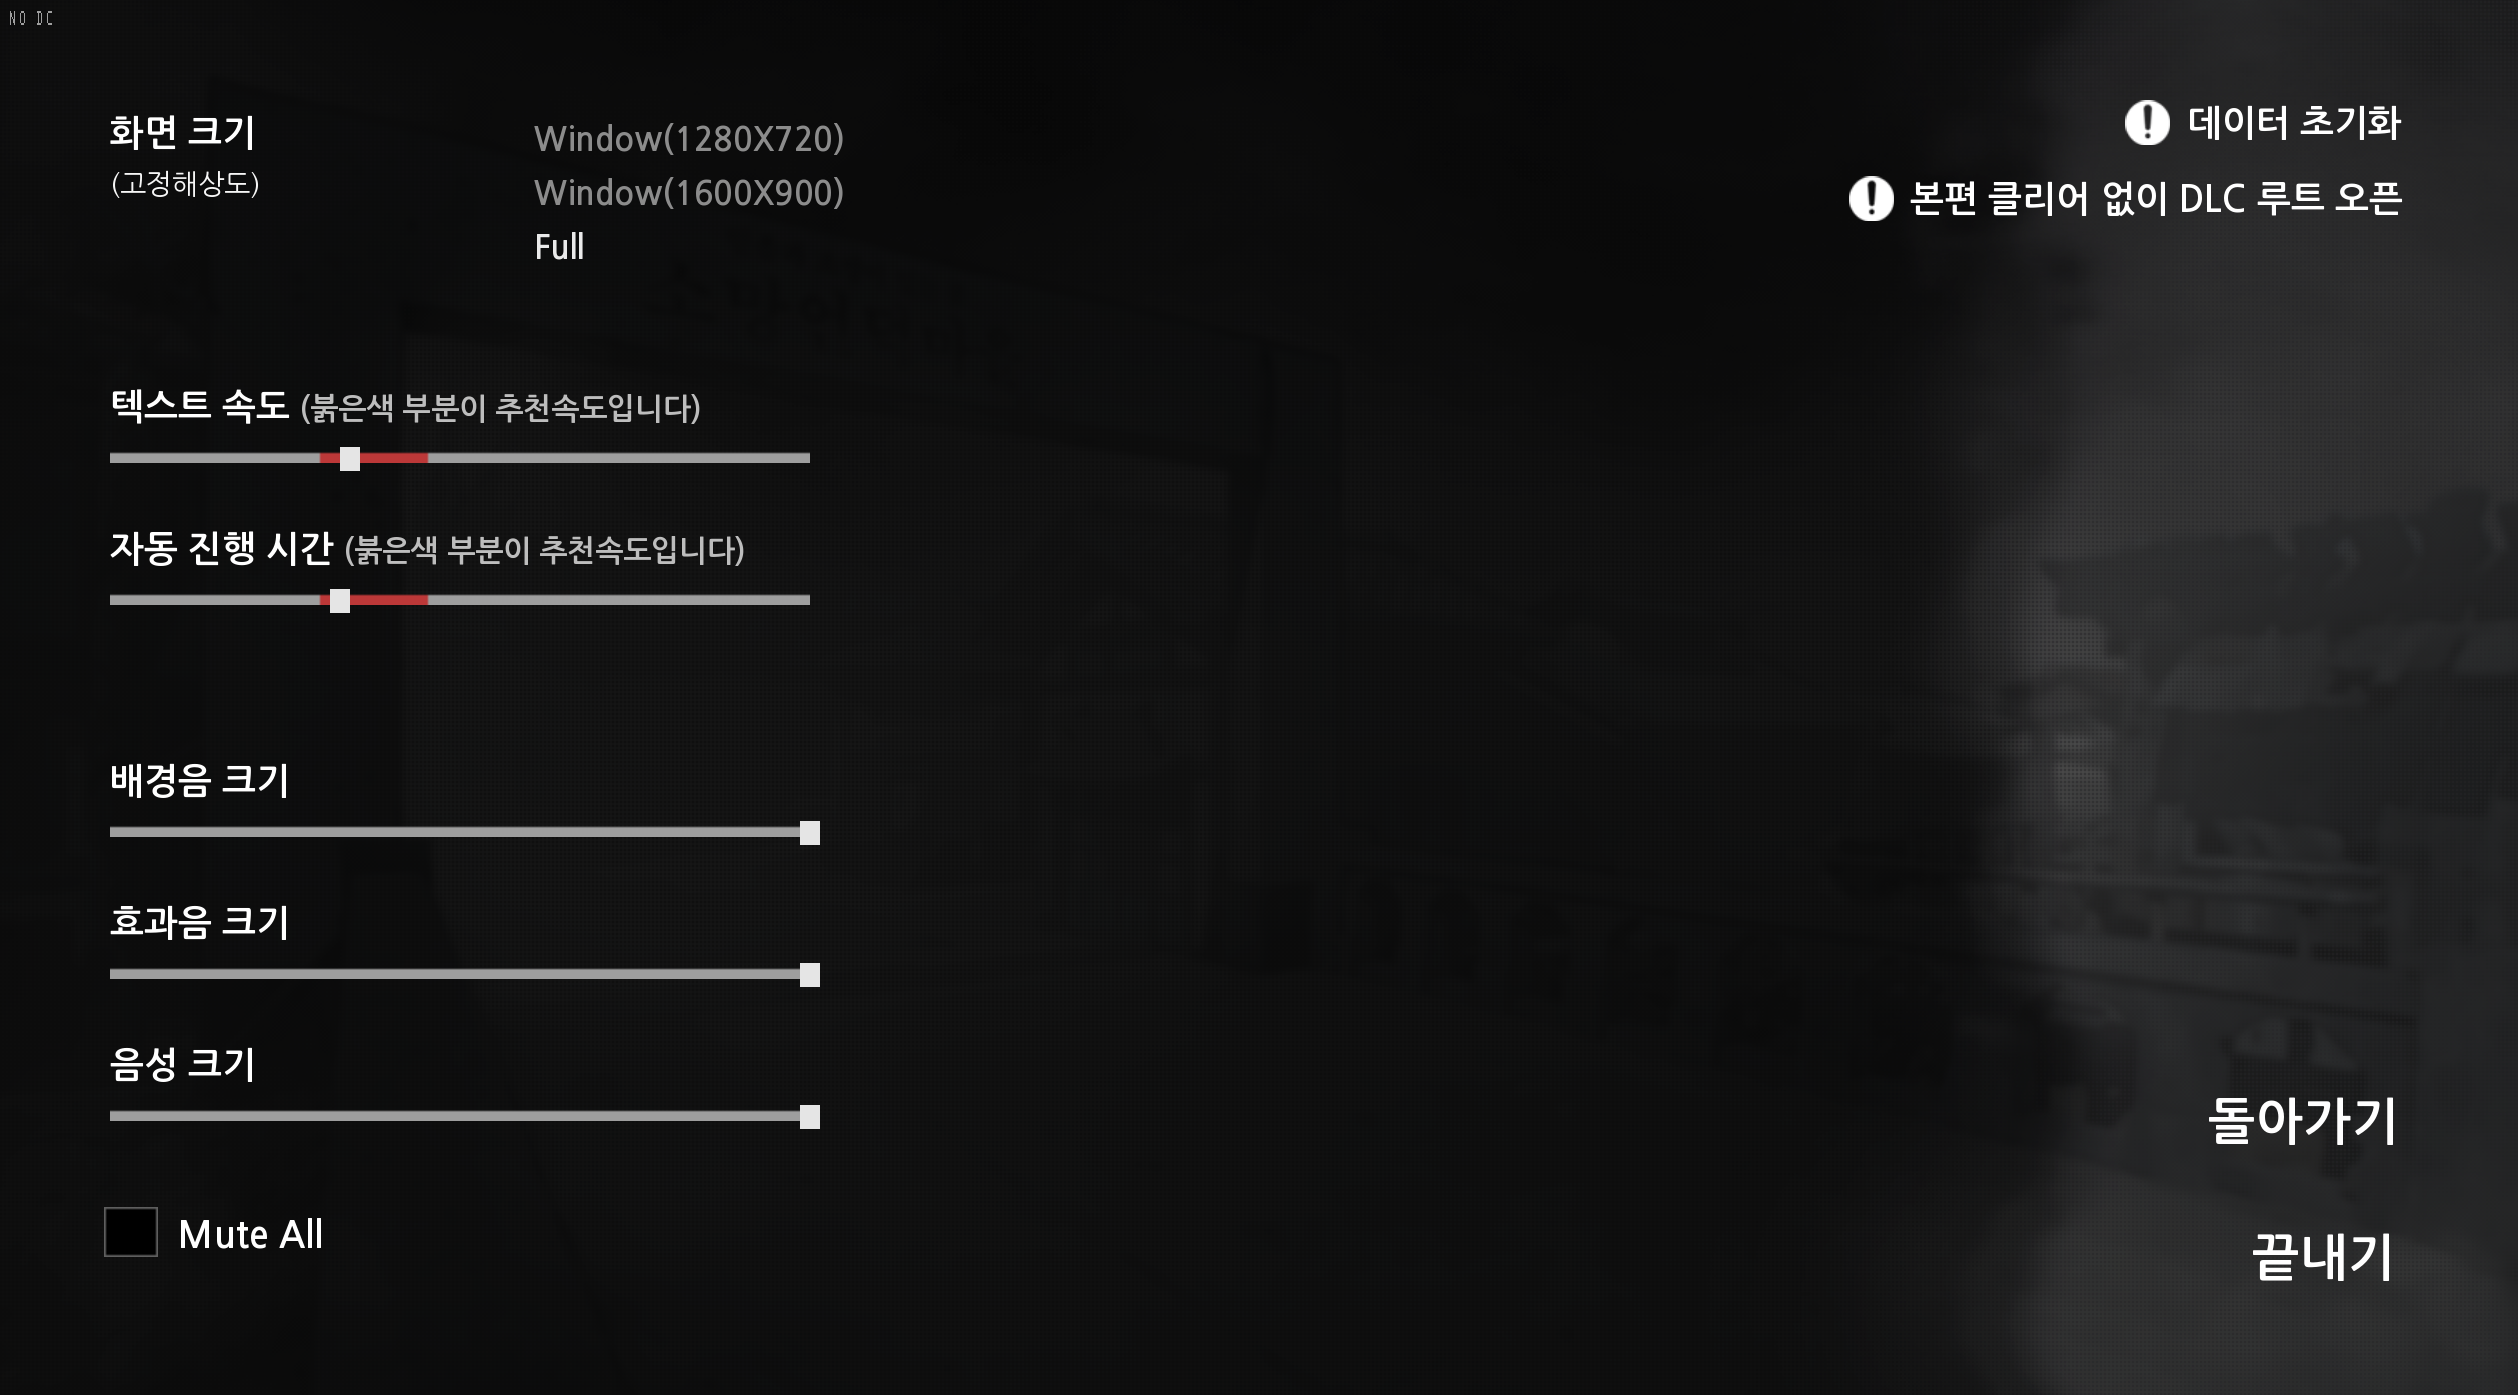 NO DC
화면 크기
(고정해상도)
Window(1280X720)
Window(1600X900)
Full
데이터 초기화
본편 클리어 없이 DLC 루트 오픈
텍스트 속도 (붉은색 부분이 추천속도입니다)
자동 진행 시간 (붉은색 부분이 추천속도입니다)
배경음 크기
효과음 크기
음성 크기
Mute All
돌아가기
끝내기